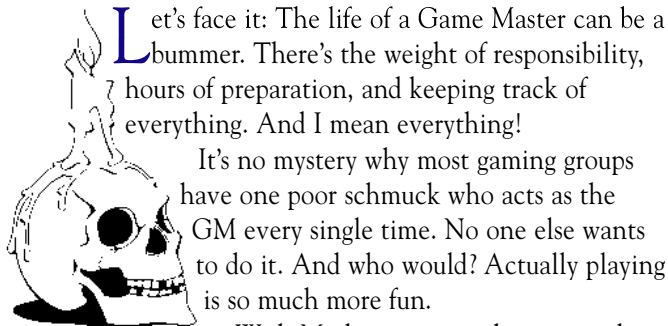 Let's face it: The life of a Game Master can be a
bummer. There's the weight of responsibility,
hours of preparation, and keeping track of
everything. And I mean everything!
It's no mystery why most gaming groups
have one poor schmuck who acts as the
GM every single time. No one else wants
to do it. And who would? Actually playing
is so much more fun.